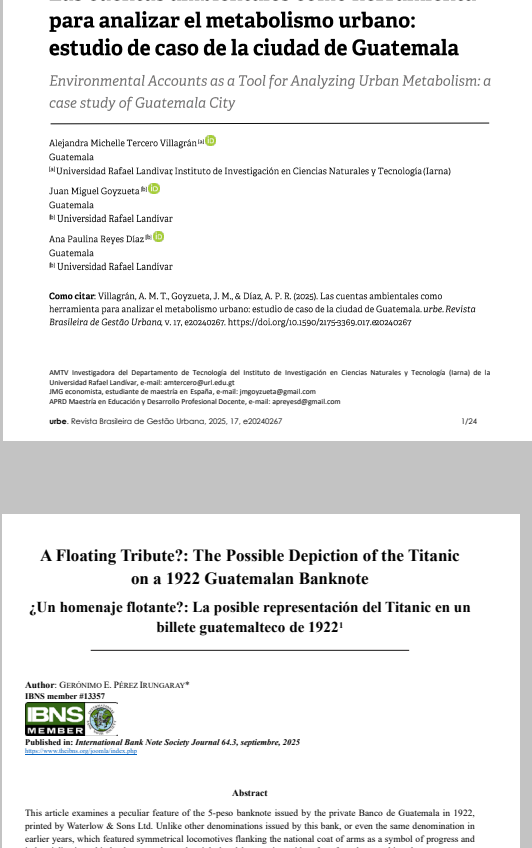 para analizar el metabolismo urbano:
estudio de caso de la ciudad de Guatemala
Environmental Accounts as a Tool for Analyzing Urban Metabolism: a
case study of Guatemala City
Alejandra Michelle Tercero Villagrán [a] iD
Guatemala
[a] Universidad Rafael Landívar, Instituto de Investigación en Ciencias Naturales y Tecnología (Iarna)
Juan Miguel Goyzueta [b] iD
Guatemala
[b] Universidad Rafael Landívar
Ana Paulina Reyes Díaz [b] iD
Guatemala
[b] Universidad Rafael Landívar
Como citar: Villagrán, A. M. T., Goyzueta, J. M., & Díaz, A. P. R. (2025). Las cuentas ambientales como
herramienta para analizar el metabolismo urbano: estudio de caso de la ciudad de Guatemala. urbe. Revista
Brasileira de Gestão Urbana, v. 17, e20240267. https://doi.org/10.1590/2175-3369.017.e20240267
AMTV Investigadora del Departamento de Tecnología del Instituto de Investigación en Ciencias Naturales y Tecnología (Iarna) de la
Universidad Rafael Landívar, e-mail: amtercero@url.edu.gt
JMG economista, estudiante de maestría en España, e-mail: jmgoyzueta@gmail.com
APRD Maestría en Educación y Desarrollo Profesional Docente, e-mail: apreyesd@gmail.com
urbe. Revista Brasileira de Gestão Urbana, 2025, 17, e20240267 1/24
A Floating Tribute?: The Possible Depiction of the Titanic
on a 1922 Guatemalan Banknote
¿Un homenaje flotante?: La posible representación del Titanic en un
billete guatemalteco de 1922¹
Author: GERÓNIMO E. PÉREZ IRUNGARAY*
IBNS member #13357
IBNS
MEMBER
Published in: International Bank Note Society Journal 64.3, septiembre, 2025
https://www.theibns.org/joomla/index.php
Abstract
This article examines a peculiar feature of the 5-peso banknote issued by the private Banco de Guatemala in 1922,
printed by Waterlow & Sons Ltd. Unlike other denominations issued by this bank, or even the same denomination in
earlier years, which featured symmetrical locomotives flanking the national coat of arms as a symbol of progress and